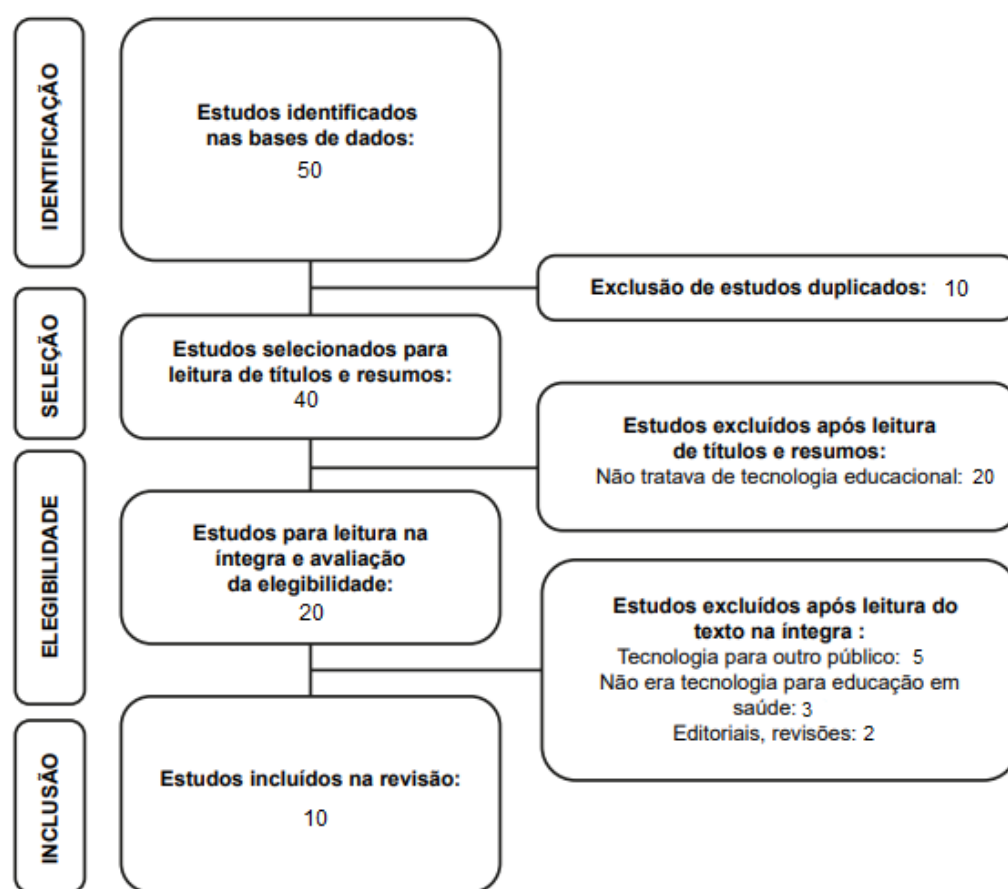 IDENTIFICAÇÃO
Estudos identificados
nas bases de dados:
50
Exclusão de estudos duplicados: 10
SELEÇÃO
Estudos selecionados para
leitura de títulos e resumos:
40
Estudos excluídos após leitura
de títulos e resumos:
Não tratava de tecnologia educacional: 20
ELEGIBILIDADE
Estudos para leitura na
íntegra e avaliação
da elegibilidade:
20
Estudos excluídos após leitura do
texto na íntegra :
Tecnologia para outro público: 5
Não era tecnologia para educação em
saúde: 3
Editoriais, revisões: 2
INCLUSÃO
Estudos incluídos na revisão:
10